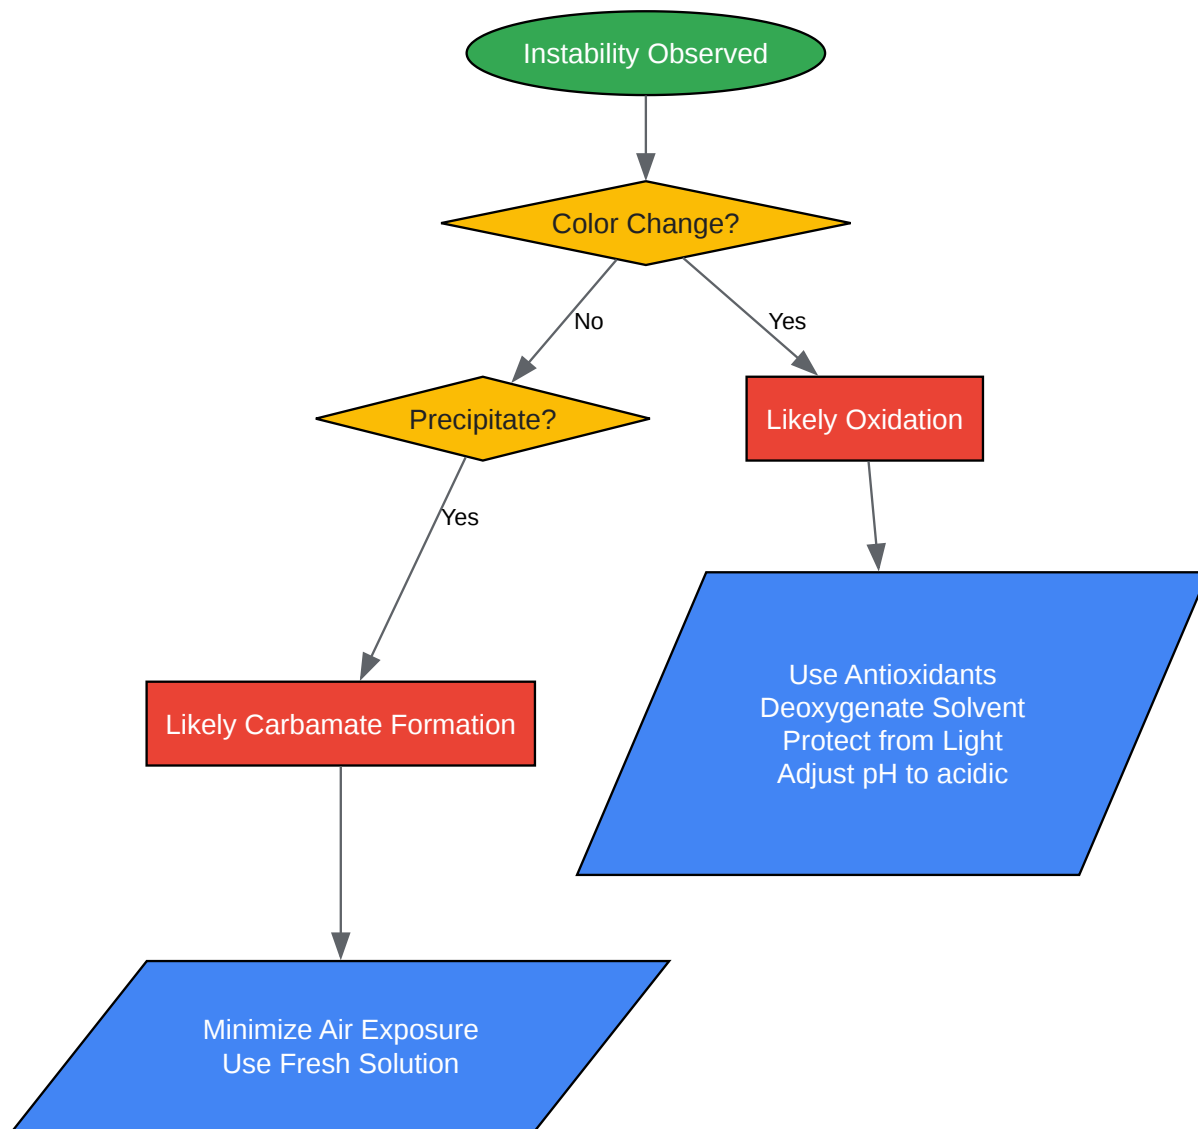 Instability Observed
Color Change?
No
Yes
Precipitate?
Likely Oxidation
Yes
Use Antioxidants
Deoxygenate Solvent
Protect from Light
Adjust pH to acidic
Likely Carbamate Formation
Minimize Air Exposure
Use Fresh Solution